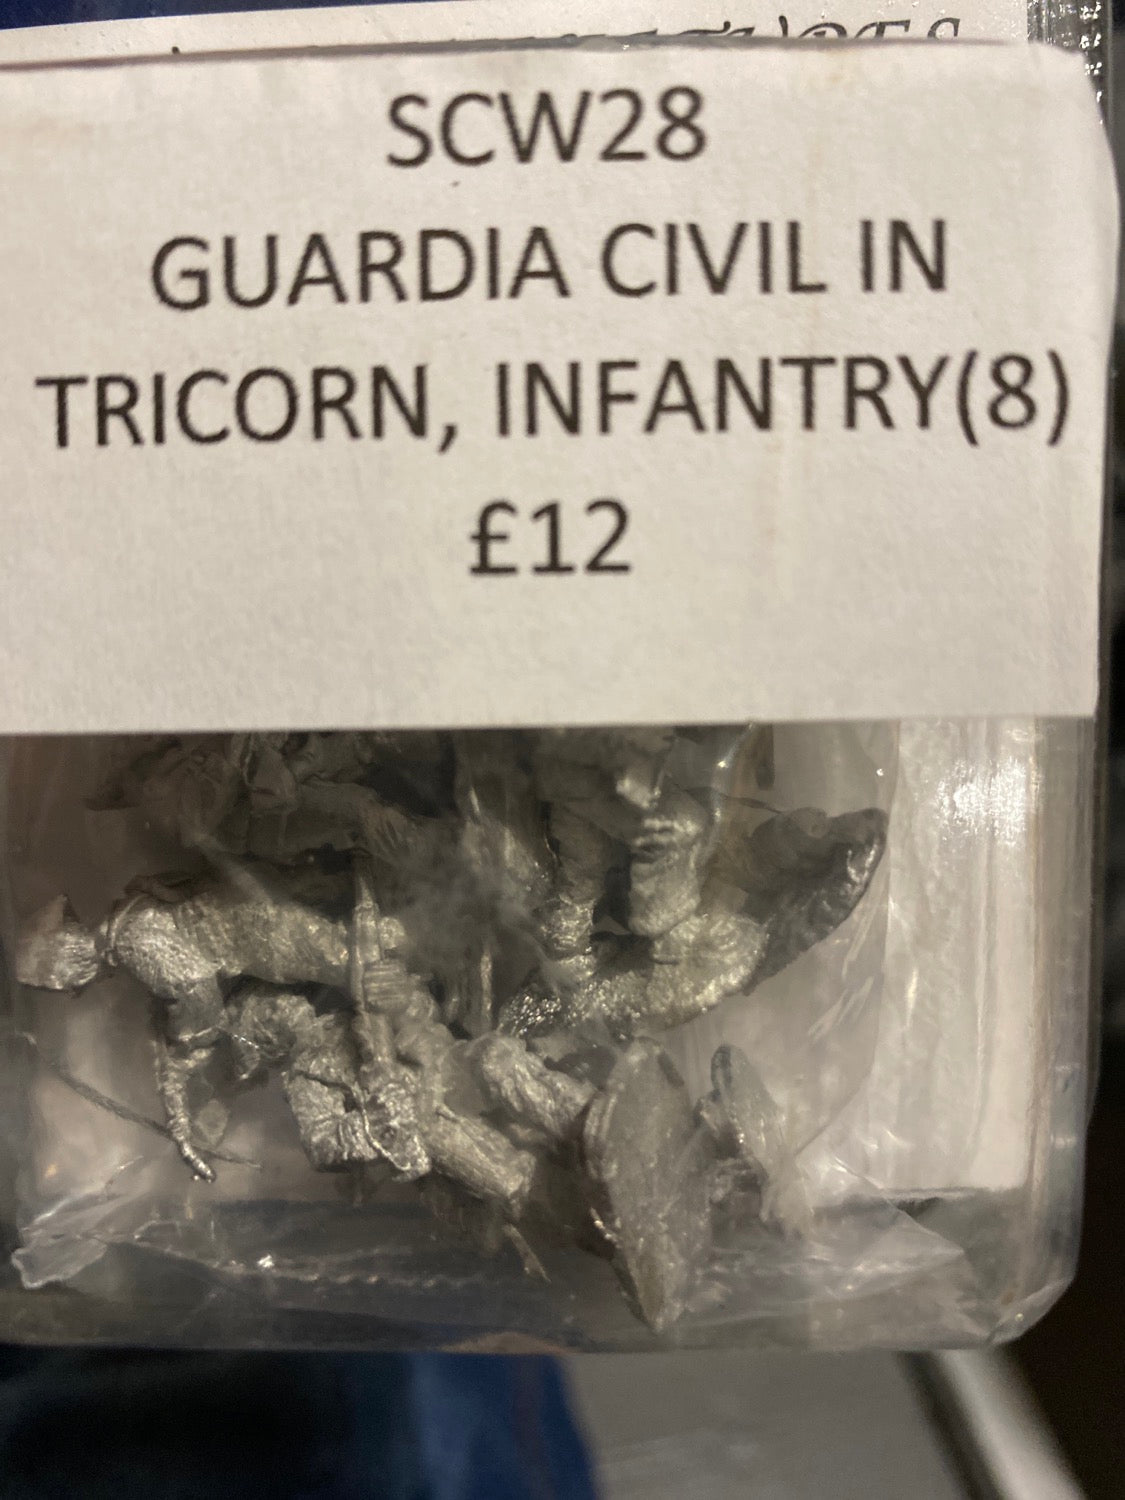 SCW28
GUARDIA CIVIL IN
TRICORN, INFANTRY(8)
£12